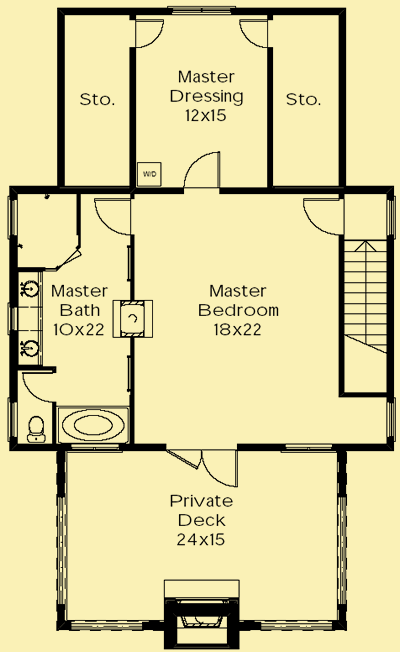 Master
Dressing
12x15
Sto.
Sto.
W/D
Master
Bath
10x22
Master
Bedroom
18x22
Private
Deck
24x15